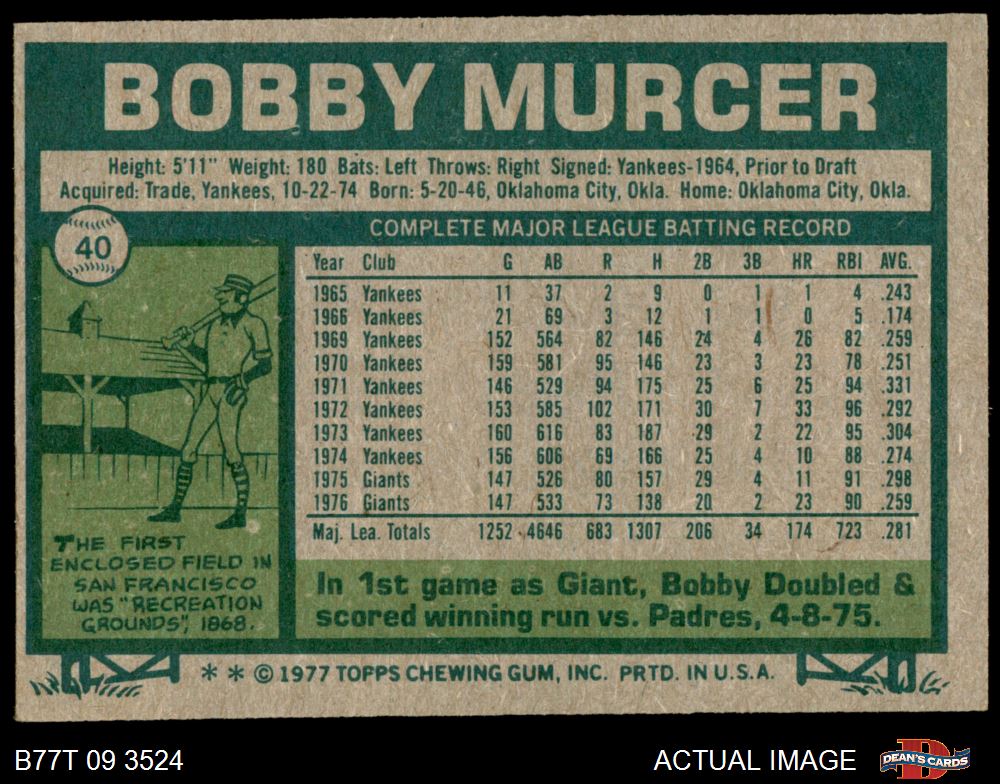 BOBBY MURCER
Height: 5'11" Weight: 180 Bats: Left Throws: Right Signed: Yankees-1964, Prior to Draft
Acquired: Trade, Yankees, 10-22-74 Born: 5-20-46, Oklahoma City, Okla. Home: Oklahoma City, Okla.
40
COMPLETE MAJOR LEAGUE BATTING RECORD
Year Club G AB R H 2B 3B HR RBI AVG.
1965 Yankees 11 37 2 9 0 1 1 4 .243
1966 Yankees 21 69 3 12 1 1 0 5 .174
1969 Yankees 152 564 82 146 24 4 26 82 .259
1970 Yankees 159 581 95 146 23 3 23 78 .251
1971 Yankees 146 529 94 175 25 6 25 94 .331
1972 Yankees 153 585 102 171 30 7 33 96 .292
1973 Yankees 160 616 83 187 29 2 22 95 .304
1974 Yankees 156 606 69 166 25 4 10 88 .274
1975 Giants 147 526 80 157 29 4 11 91 .298
1976 Giants 147 533 73 138 20 2 23 90 .259
Maj. Lea. Totals 1252 4646 683 1307 206 34 174 723 .281
THE FIRST
ENCLOSED FIELD IN
SAN FRANCISCO
WAS "RECREATION
GROUNDS", 1868.
In 1st game as Giant, Bobby Doubled &
scored winning run vs. Padres, 4-8-75.
* * © 1977 TOPPS CHEWING GUM, INC. PRTD. IN U.S.A.
B77T 09 3524
ACTUAL IMAGE
DEAN'S CARDS